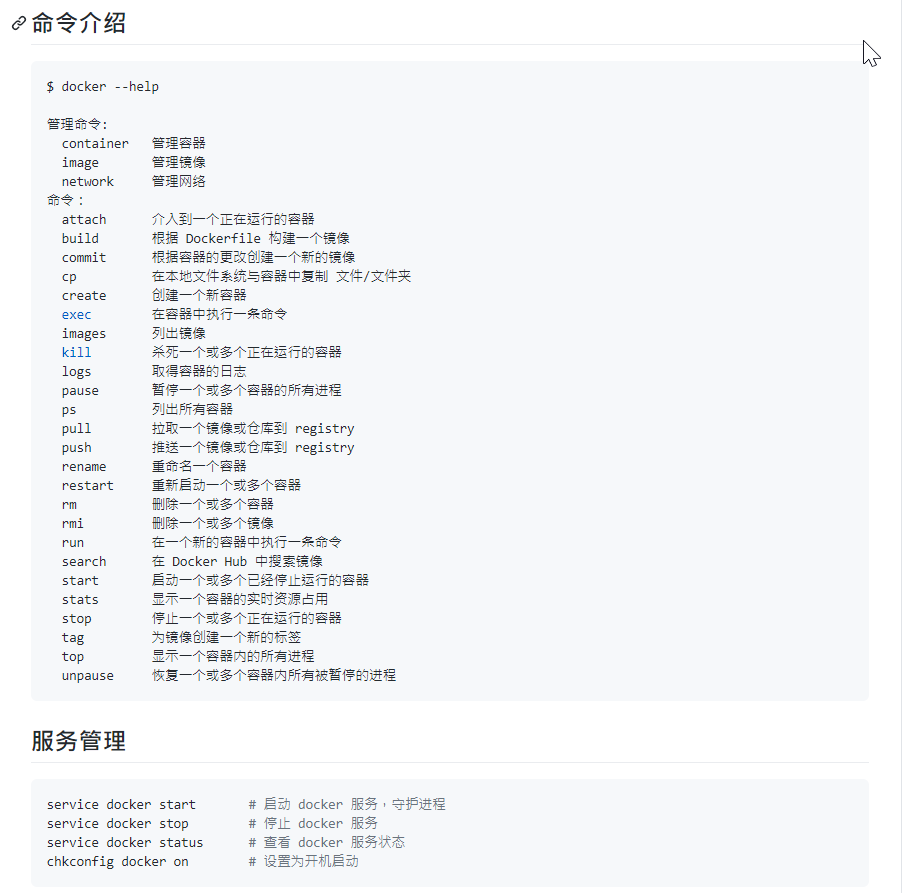 命令介绍
$ docker --help
管理命令:
container 管理容器
image 管理镜像
network 管理网络
命令：
attach 介入到一个正在运行的容器
build 根据 Dockerfile 构建一个镜像
commit 根据容器的更改创建一个新的镜像
cp 在本地文件系统与容器中复制 文件/文件夹
create 创建一个新容器
exec 在容器中执行一条命令
images 列出镜像
kill 杀死一个或多个正在运行的容器
logs 取得容器的日志
pause 暂停一个或多个容器的所有进程
ps 列出所有容器
pull 拉取一个镜像或仓库到 registry
push 推送一个镜像或仓库到 registry
rename 重命名一个容器
restart 重新启动一个或多个容器
rm 删除一个或多个容器
rmi 删除一个或多个镜像
run 在一个新的容器中执行一条命令
search 在 Docker Hub 中搜索镜像
start 启动一个或多个已经停止运行的容器
stats 显示一个容器的实时资源占用
stop 停止一个或多个正在运行的容器
tag 为镜像创建一个新的标签
top 显示一个容器内的所有进程
unpause 恢复一个或多个容器内所有被暂停的进程
服务管理
service docker start # 启动 docker 服务，守护进程
service docker stop # 停止 docker 服务
service docker status # 查看 docker 服务状态
chkconfig docker on # 设置为开机启动